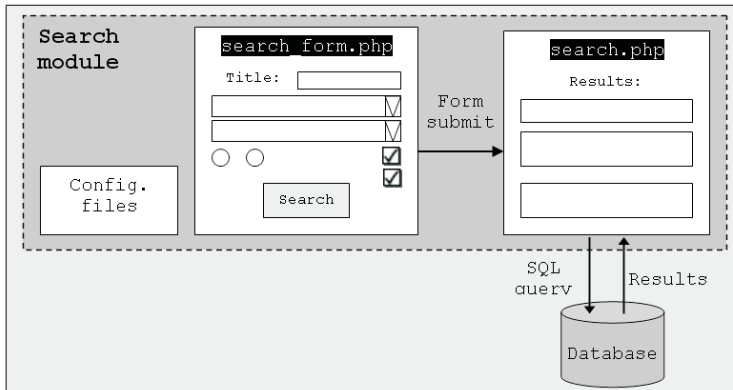 Search
module
search_form.php
Title:
Search
Config.
files
Form
submit
search.php
Results:
SQL
query
Results
Database